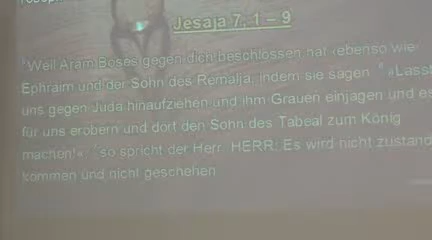 Jesaja 7, 1 – 9
"Weil Aram Böses gegen dich beschlossen hat -ebenso wie
Ephraim und der Sohn des Remalja, indem sie sagen: 6 »Lasst
uns gegen Juda hinaufziehen und ihm Grauen einjagen und es
für uns erobern und dort den Sohn des Tabeal zum König
machen!«, 7 so spricht der Herr, HERR: Es wird nicht zustand
kommen und nicht geschehen